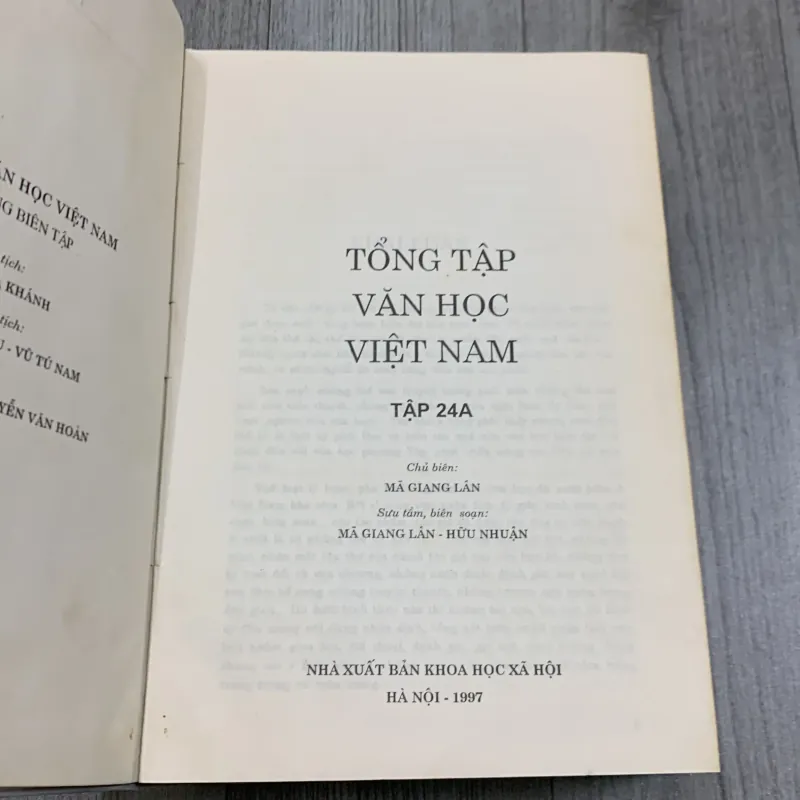 ĂN HỌC VIỆT NAM
NG BIÊN TẬP
tịch:
KHÁNH
tịch:
U - VŨ TÚ NAM
YỄN VĂN HOÀN
TỔNG TẬP
VĂN HỌC
VIỆT NAM
TẬP 24A
Chủ biên:
MÃ GIANG LÂN
Sưu tầm, biên soạn:
MÃ GIANG LÂN - HỮU NHUẬN
NHÀ XUẤT BẢN KHOA HỌC XÃ HỘI
HÀ NỘI - 1997